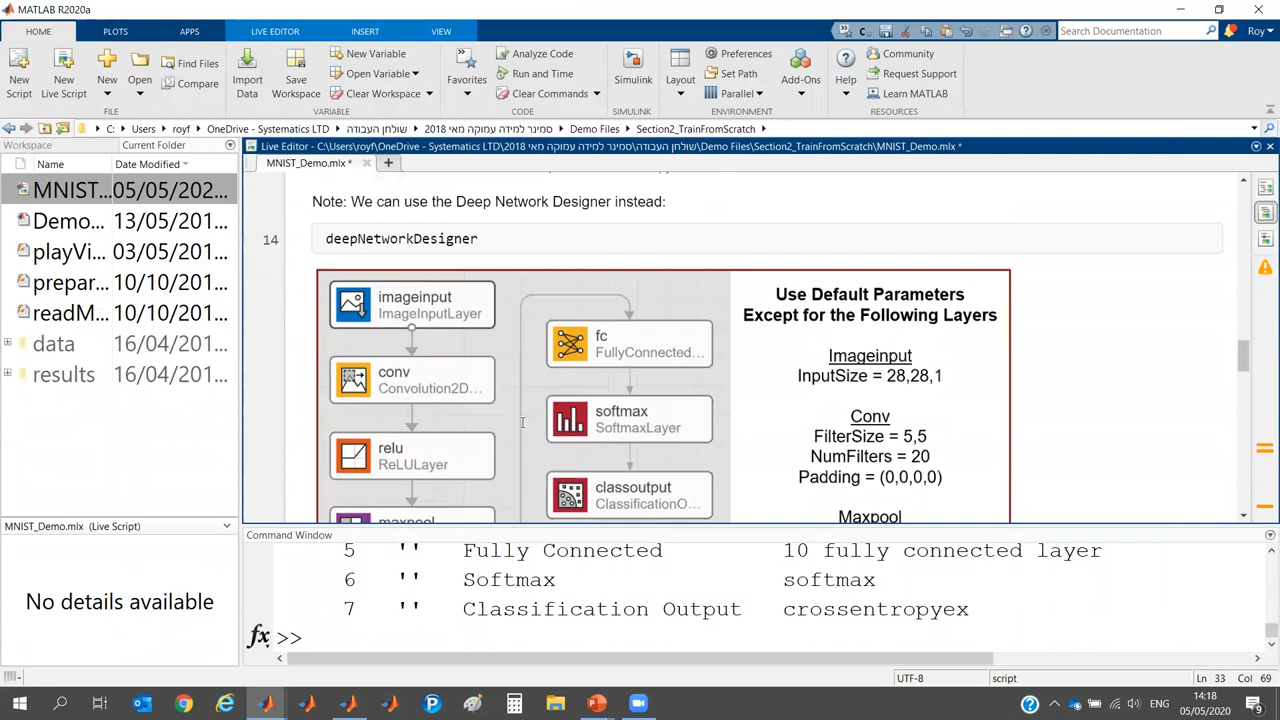 MATLAB R2020a
HOME PLOTS APPS LIVE EDITOR INSERT VIEW
Search Documentation
Roy
New Script
New Live Script
New
Open
Find Files
Compare
FILE
Import Data
Save Workspace
New Variable
Open Variable
Clear Workspace
VARIABLE
Favorites
Analyze Code
Run and Time
Clear Commands
CODE
Simulink
SIMULINK
Layout
Preferences
Set Path
Parallel
Add-Ons
ENVIRONMENT
Help
Community
Request Support
Learn MATLAB
RESOURCES
C: Users royf OneDrive - Systematics LTD שולחן העבודה סמינר למידה עמוקה מאי 2018 Demo Files Section2_TrainFromScratch
Workspace Current Folder
Name Date Modified
MNIST... 05/05/202...
Demo... 13/05/201...
playVi... 03/05/201...
prepar... 10/10/201...
readM... 10/10/201...
data 16/04/201...
results 16/04/201...
MNIST_Demo.mlx (Live Script)
No details available
Live Editor - C:\Users\royf\OneDrive - Systematics LTD\שולחן העבודה\סמינר למידה עמוקה מאי 2018\Demo Files\Section2_TrainFromScratch\MNIST_Demo.mlx *
MNIST_Demo.mlx *
Note: We can use the Deep Network Designer instead:
14 deepNetworkDesigner
imageinput
ImageInputLayer
conv
Convolution2D...
relu
ReLULayer
maxpool
fc
FullyConnected...
softmax
SoftmaxLayer
classoutput
ClassificationO...
Use Default Parameters
Except for the Following Layers
Imageinput
InputSize = 28,28,1
Conv
FilterSize = 5,5
NumFilters = 20
Padding = (0,0,0,0)
Maxpool
Command Window
5 '' Fully Connected 10 fully connected layer
6 '' Softmax softmax
7 '' Classification Output crossentropyex
fx >>
UTF-8 script Ln 33 Col 69
ENG
14:18
05/05/2020
9